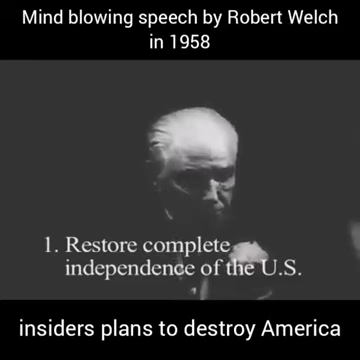 Mind blowing speech by Robert Welch
in 1958
1. Restore complete
independence of the U.S.
insiders plans to destroy America